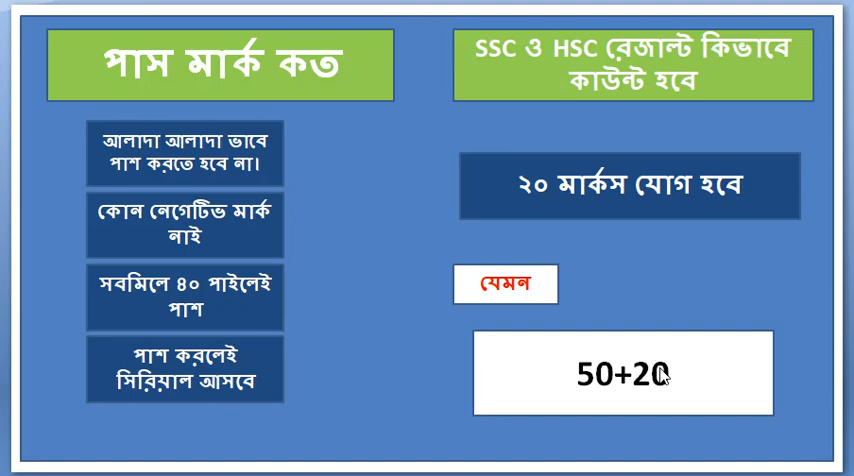 পাস মার্ক কত
আলাদা আলাদা ভাবে
পাশ করতে হবে না।
কোন নেগেটিভ মার্ক
নাই
সবমিলে ৪০ পাইলেই
পাশ
পাশ করলেই
সিরিয়াল আসবে
SSC ও HSC রেজাল্ট কিভাবে
কাউন্ট হবে
২০ মার্কস যোগ হবে
যেমন
50+20